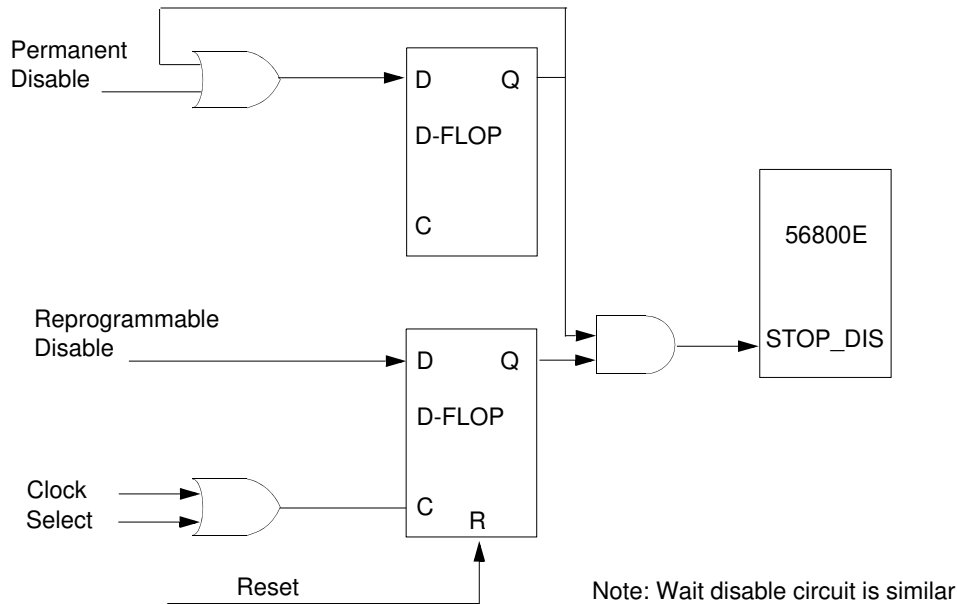 Permanent
Disable
D Q
D-FLOP
C
56800E
STOP_DIS
Reprogrammable
Disable
D Q
D-FLOP
Clock
Select
C
R
Reset
Note: Wait disable circuit is similar